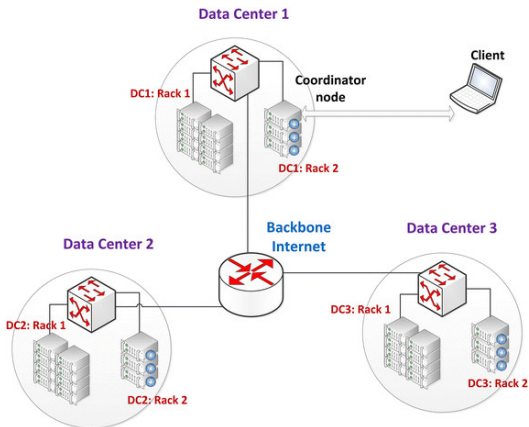 Data Center 1
Client
Coordinator
node
DC1: Rack 1
DC1: Rack 2
Backbone
Internet
Data Center 2
Data Center 3
DC2: Rack 1
DC3: Rack 1
DC2: Rack 2
DC3: Rack 2